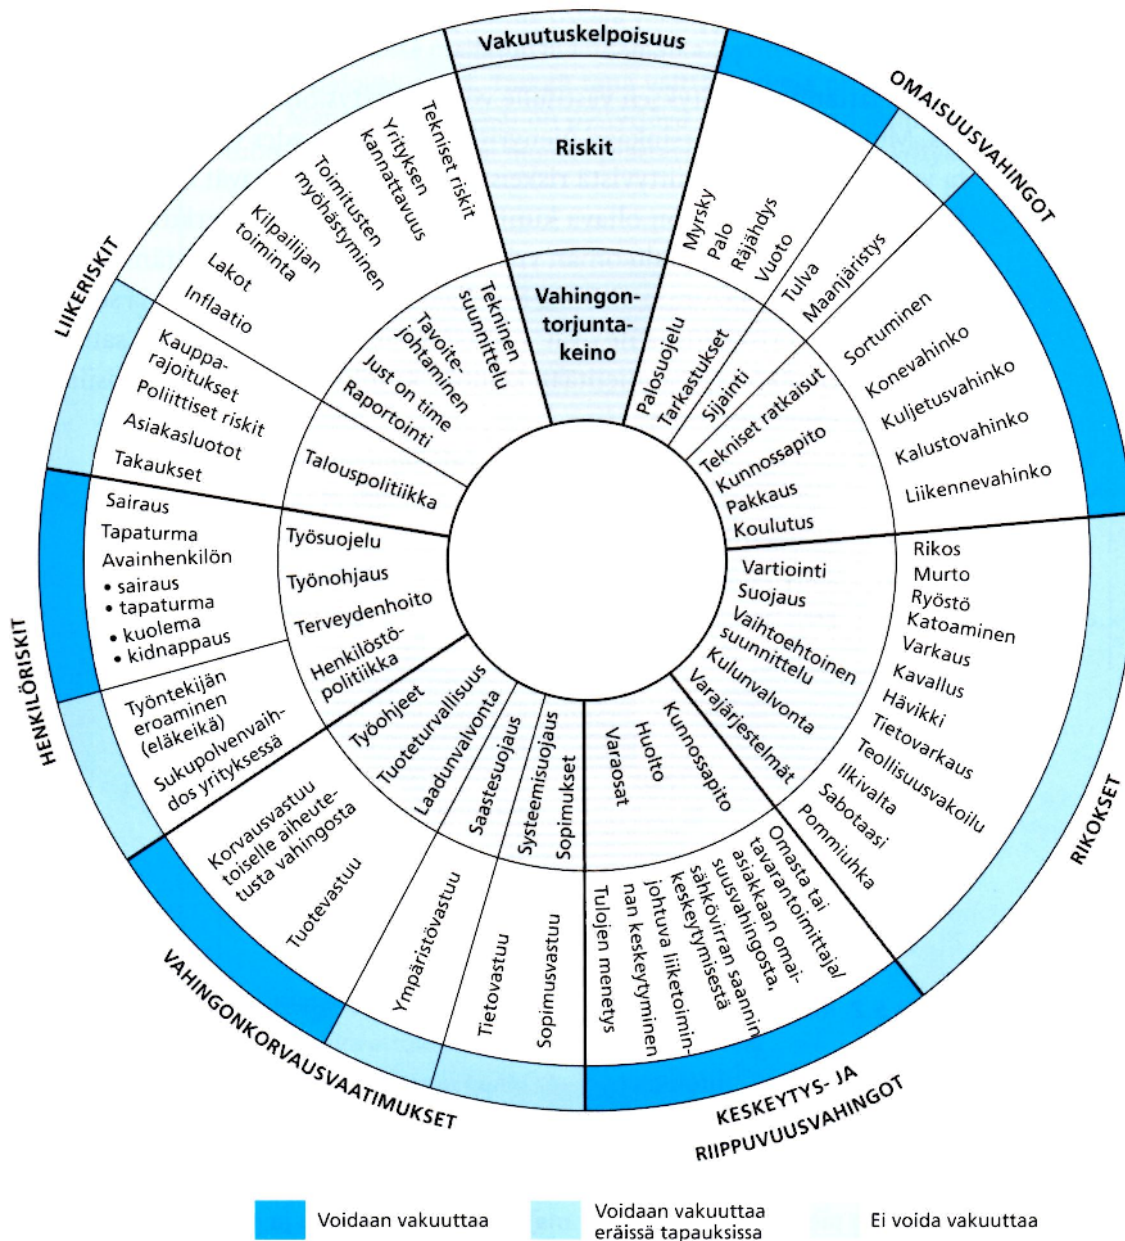 Vakuutuskelpoisuus
Riskit
Vahingon-
torjunta-
keino
OMAISUUSVAHINGOT
Myrsky
Palo
Räjähdys
Vuoto
Palosuojelu
Tarkastukset
Tulva
Maanjäristys
Sijainti
Sortuminen
Konevahinko
Kuljetusvahinko
Kalustovahinko
Liikennevahinko
Tekniset ratkaisut
Kunnossapito
Pakkaus
Koulutus
RIKOKSET
Rikos
Murto
Ryöstö
Katoaminen
Varkaus
Kavallus
Hävikki
Tietovarkaus
Teollisuusvakoilu
Ilkivalta
Sabotaasi
Pommiuhka
Vartiointi
Suojaus
Vaihtoehtoinen
suunnittelu
Kulunvalvonta
Varajärjestelmät
KESKEYTYS- JA
RIIPPUVUUSVAHINGOT
Omasta tai
tavarantoimittaja/
asiakkaan omai-
suusvahingosta,
sähkövirran saannin
keskeytymisestä
johtuva liiketoimin-
nan keskeytyminen
Tulojen menetys
Kunnossapito
Huolto
Varaosat
VAHINGONKORVAUSVAATIMUKSET
Sopimusvastuu
Tietovastuu
Sopimukset
Systeemisuojaus
Ympäristövastuu
Saastesuojaus
Korvausvastuu
toiselle aiheute-
tusta vahingosta
Tuotevastuu
Työohjeet
Tuoteturvallisuus
Laadunvalvonta
HENKILÖRISKIT
Sairaus
Tapaturma
Avainhenkilön
• sairaus
• tapaturma
• kuolema
• kidnappaus
Työntekijän
eroaminen
(eläkeikä)
Sukupolvenvaih-
dos yrityksessä
Työsuojelu
Työnohjaus
Terveydenhoito
Henkilöstö-
politiikka
LIIKERISKIT
Kauppa-
rajoitukset
Poliittiset riskit
Asiakasluotot
Takaukset
Talouspolitiikka
Tekniset riskit
Yrityksen
kannattavuus
Toimitusten
myöhästyminen
Kilpailijan
toiminta
Lakot
Inflaatio
Tekninen
suunnittelu
Tavoite-
johtaminen
Just on time
Raportointi
Voidaan vakuuttaa
Voidaan vakuuttaa
eräissä tapauksissa
Ei voida vakuuttaa